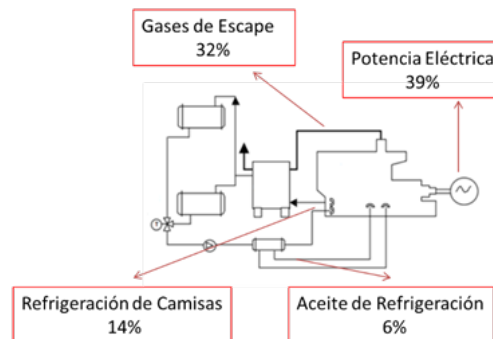 Gases de Escape
32%
Potencia Eléctrica
39%
Refrigeración de Camisas
14%
Aceite de Refrigeración
6%